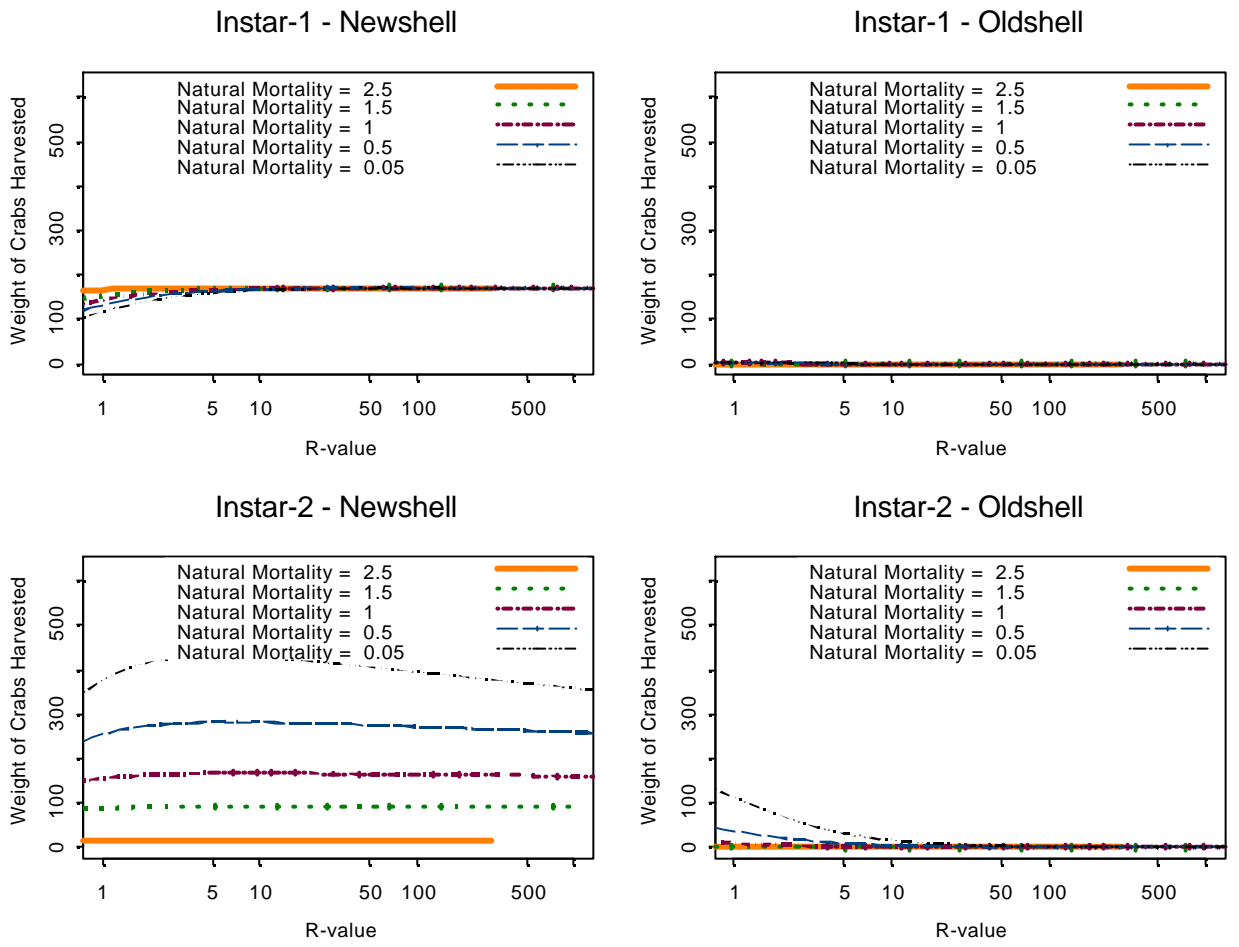 Instar-1 - Newshell
Natural Mortality = 2.5
Natural Mortality = 1.5
Natural Mortality = 1
Natural Mortality = 0.5
Natural Mortality = 0.05
Weight of Crabs Harvested
500
300
100
0
1 5 10 50 100 500
R-value
Instar-1 - Oldshell
Natural Mortality = 2.5
Natural Mortality = 1.5
Natural Mortality = 1
Natural Mortality = 0.5
Natural Mortality = 0.05
Weight of Crabs Harvested
500
300
100
0
1 5 10 50 100 500
R-value
Instar-2 - Newshell
Natural Mortality = 2.5
Natural Mortality = 1.5
Natural Mortality = 1
Natural Mortality = 0.5
Natural Mortality = 0.05
Weight of Crabs Harvested
500
300
100
0
1 5 10 50 100 500
R-value
Instar-2 - Oldshell
Natural Mortality = 2.5
Natural Mortality = 1.5
Natural Mortality = 1
Natural Mortality = 0.5
Natural Mortality = 0.05
Weight of Crabs Harvested
500
300
100
0
1 5 10 50 100 500
R-value